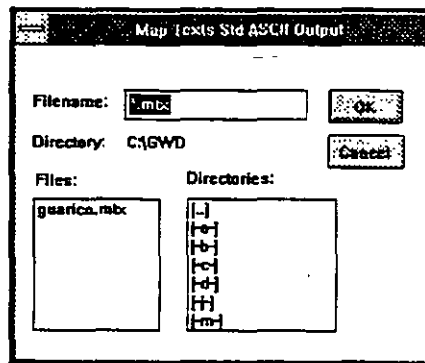 Map Texts Std ASCII Output
Filename: *.mtx OK
Directory: C:\GWD Cancel
Files: Directories:
guarico.mtx [..]
[-a-]
[-b-]
[-c-]
[-d-]
[-m-]